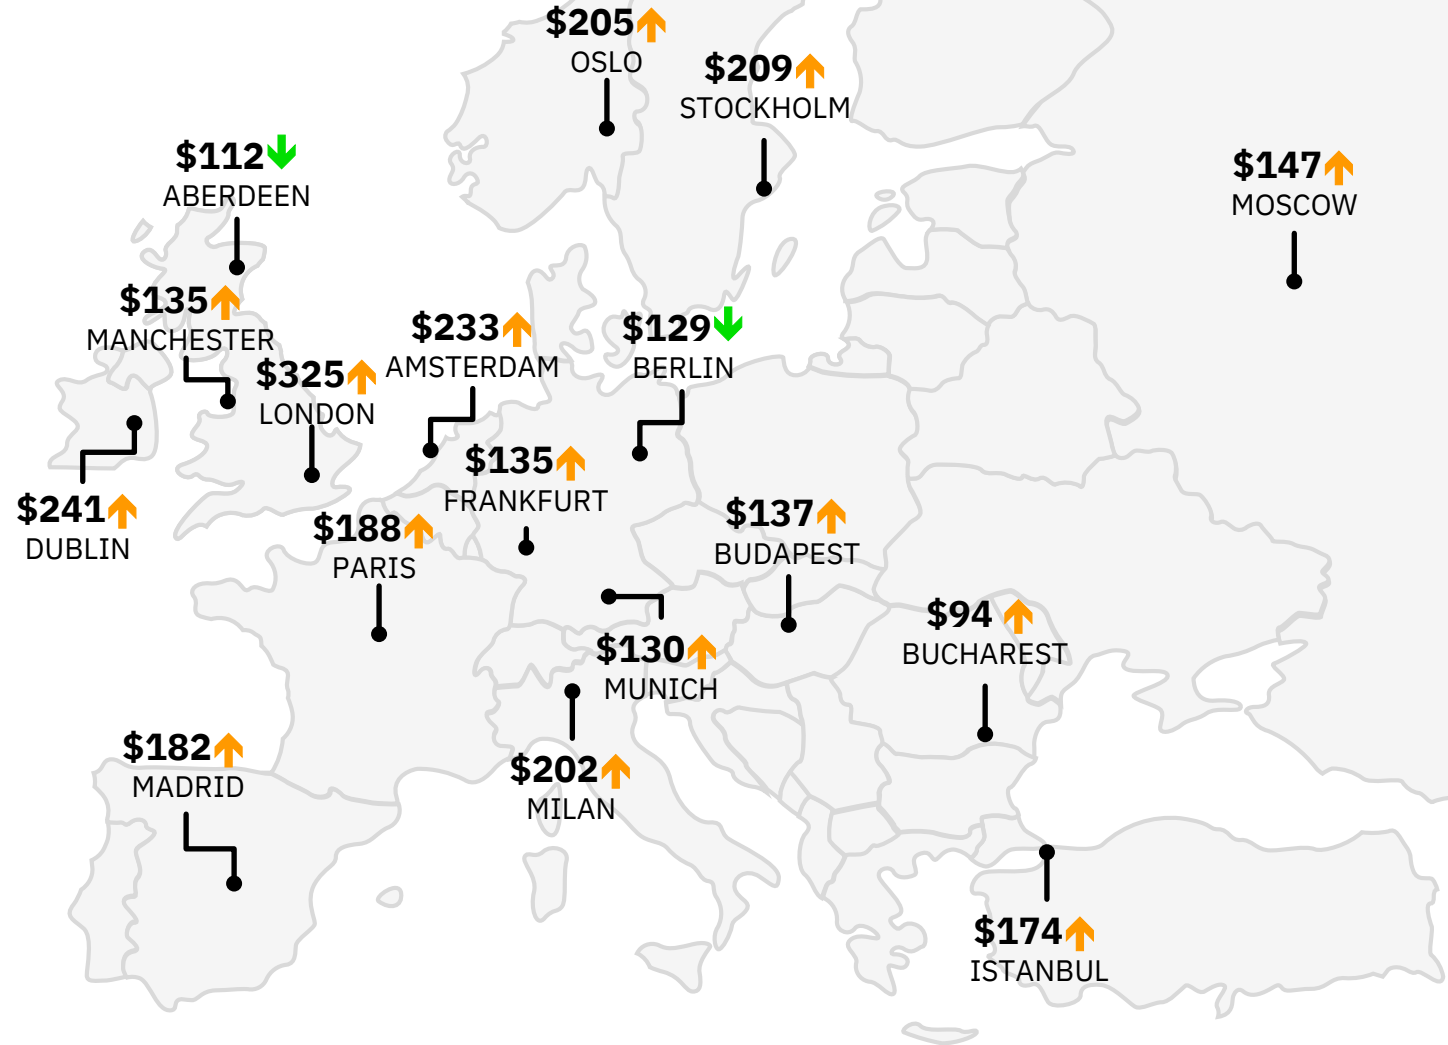 $205
OSLO
$209
STOCKHOLM
$112
ABERDEEN
$147
MOSCOW
$135
MANCHESTER
$233
AMSTERDAM
$129
BERLIN
$325
LONDON
$135
FRANKFURT
$241
DUBLIN
$188
PARIS
$137
BUDAPEST
$94
BUCHAREST
$130
MUNICH
$182
MADRID
$202
MILAN
$174
ISTANBUL